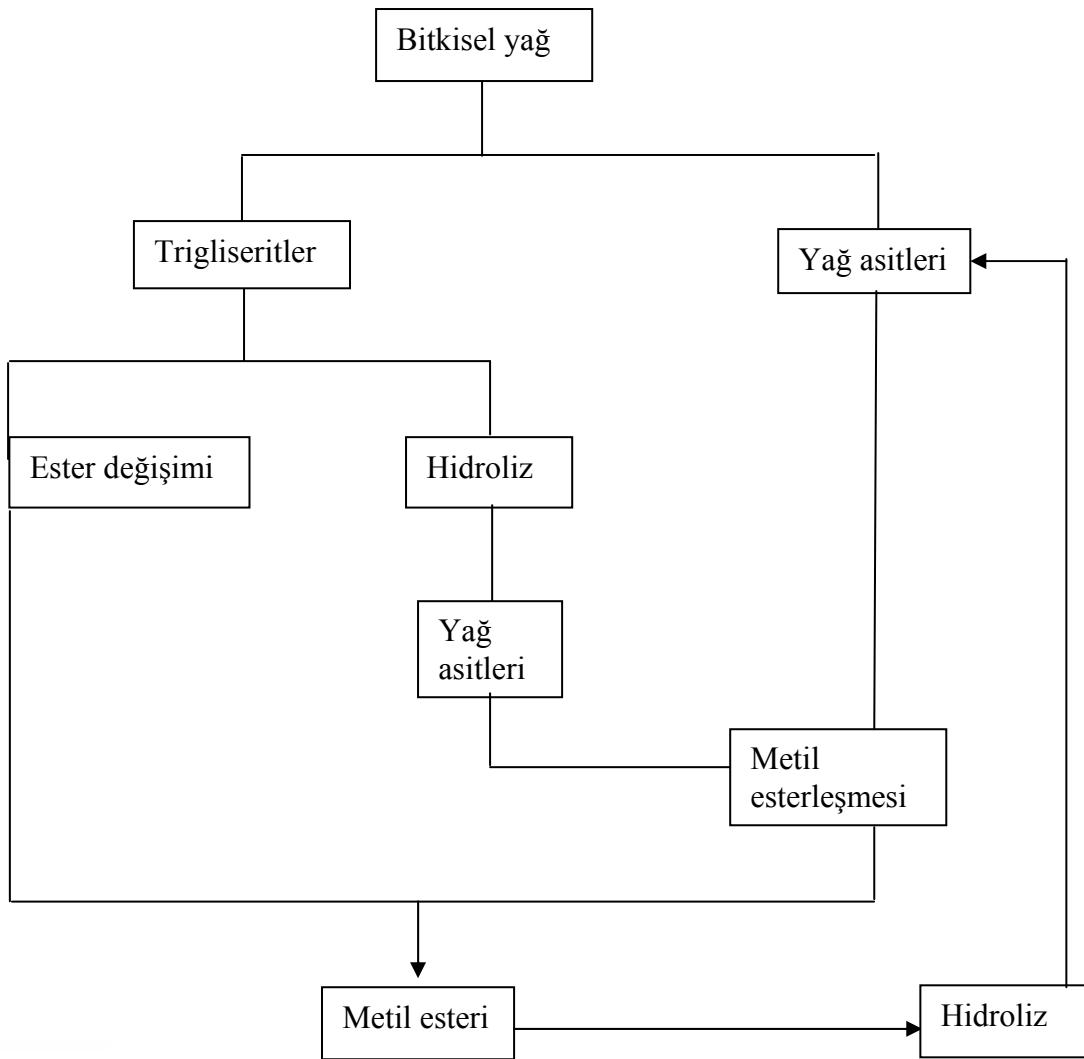 Bitkisel yağ
Trigliseritler
Yağ asitleri
Ester değişimi
Hidroliz
Yağ
asitleri
Metil
esterleşmesi
Metil esteri
Hidroliz